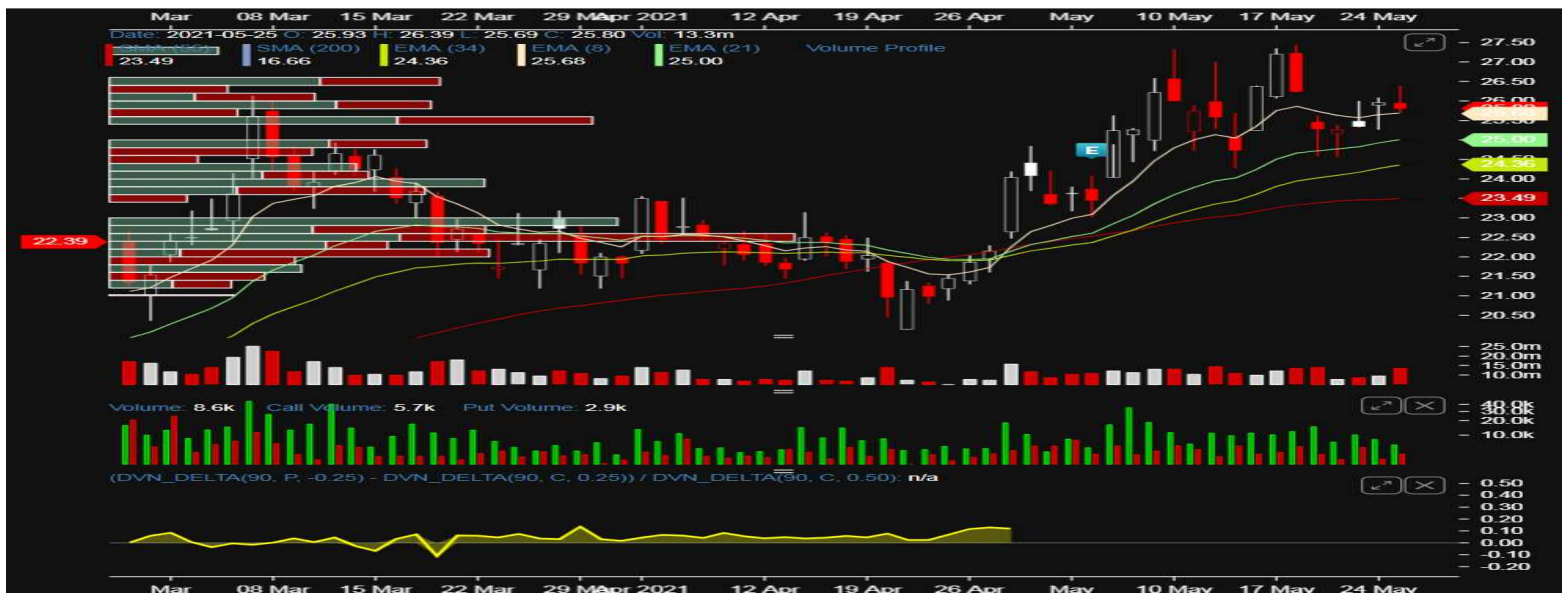 Mar 08 Mar 15 Mar 22 Mar 29 Mar Apr 2021 12 Apr 19 Apr 26 Apr May 10 May 17 May 24 May
Date: 2021-05-25 O: 25.93 H: 26.39 L: 25.69 C: 25.80 Vol: 13.3m
SMA (200) EMA (34) EMA (8) EMA (21) Volume Profile
23.49 16.66 24.36 25.68 25.00
27.50
27.00
26.50
26.00
25.00
24.36
24.00
23.49
23.00
22.39
22.50
22.00
21.50
21.00
20.50
E
25.0m
20.0m
15.0m
10.0m
Volume: 8.6k Call Volume: 5.7k Put Volume: 2.9k
40.0k
30.0k
20.0k
10.0k
(DVN_DELTA(90, P, -0.25) - DVN_DELTA(90, C, 0.25)) / DVN_DELTA(90, C, 0.50): n/a
0.50
0.40
0.30
0.20
0.10
0.00
-0.10
-0.20
Mar 08 Mar 15 Mar 22 Mar 29 Mar Apr 2021 12 Apr 19 Apr 26 Apr May 10 May 17 May 24 May